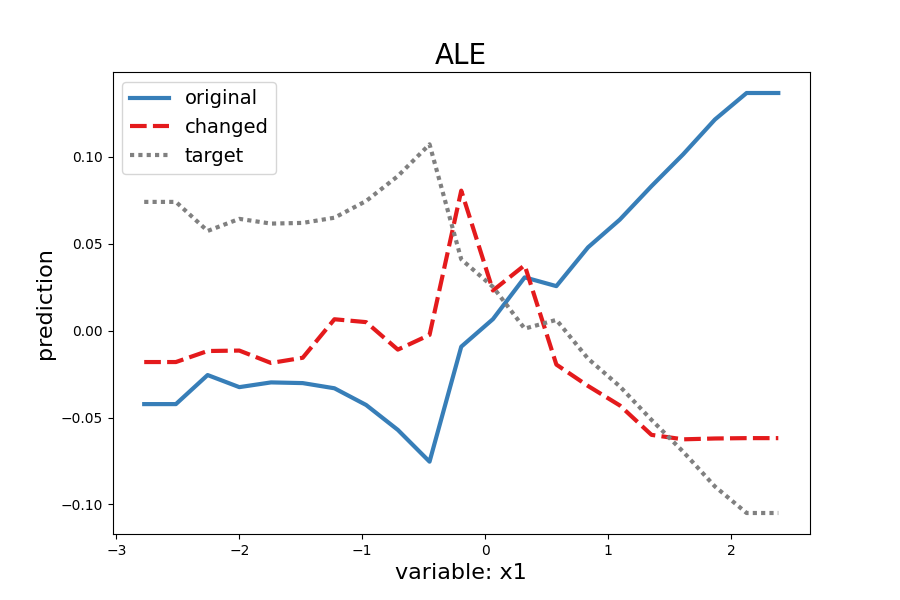 ALE
original
changed
target
0.10
0.05
0.00
−0.05
−0.10
prediction
−3
−2
−1
0
1
2
variable: x1